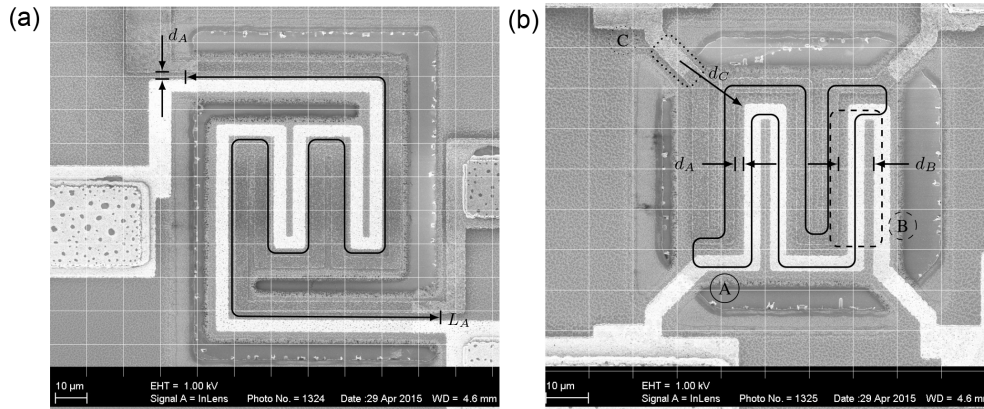 (a)
d_A
L_A
10 µm
EHT = 1.00 kV
Signal A = InLens
Photo No. = 1324
Date :29 Apr 2015
WD = 4.6 mm
(b)
C
d_C
d_A
d_B
B
A
10 µm
EHT = 1.00 kV
Signal A = InLens
Photo No. = 1325
Date :29 Apr 2015
WD = 4.6 mm